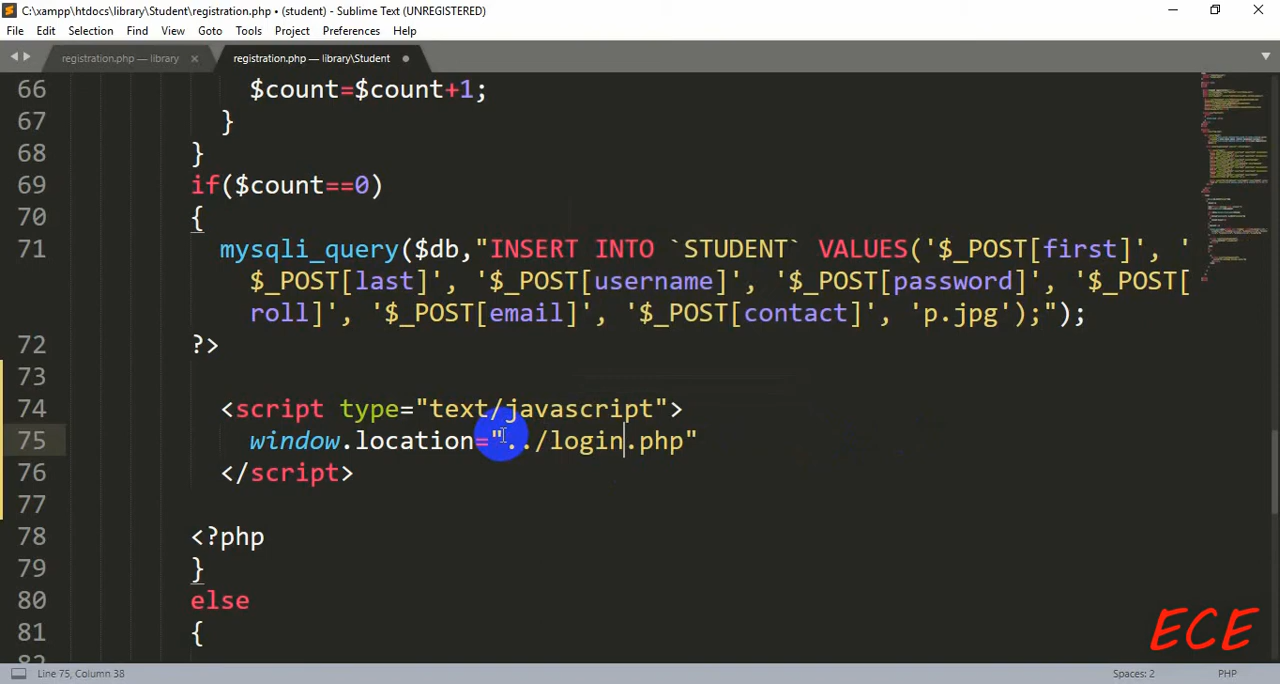 C:\xampp\htdocs\library\Student\registration.php • (student) - Sublime Text (UNREGISTERED)
File Edit Selection Find View Goto Tools Project Preferences Help
registration.php — library × registration.php — library\Student
66 $count=$count+1;
67 }
68 }
69 if($count==0)
70 {
71 mysqli_query($db,"INSERT INTO `STUDENT` VALUES('$_POST[first]', '
$_POST[last]', '$_POST[username]', '$_POST[password]', '$_POST[
roll]', '$_POST[email]', '$_POST[contact]', 'p.jpg');");
72 ?>
73
74 <script type="text/javascript">
75 window.location="../login.php"
76 </script>
77
78 <?php
79 }
80 else
81 {
82
ECE
Line 75, Column 38 Spaces: 2 PHP